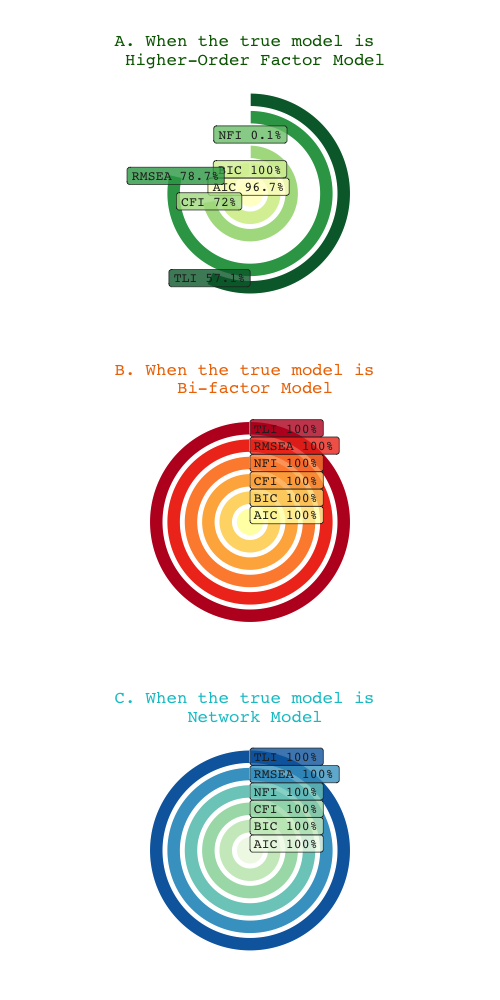 A. When the true model is
Higher-Order Factor Model
NFI 0.1%
BIC 100%
RMSEA 78.7%
AIC 96.7%
CFI 72%
TLI 57.1%
B. When the true model is
Bi-factor Model
TLI 100%
RMSEA 100%
NFI 100%
CFI 100%
BIC 100%
AIC 100%
C. When the true model is
Network Model
TLI 100%
RMSEA 100%
NFI 100%
CFI 100%
BIC 100%
AIC 100%